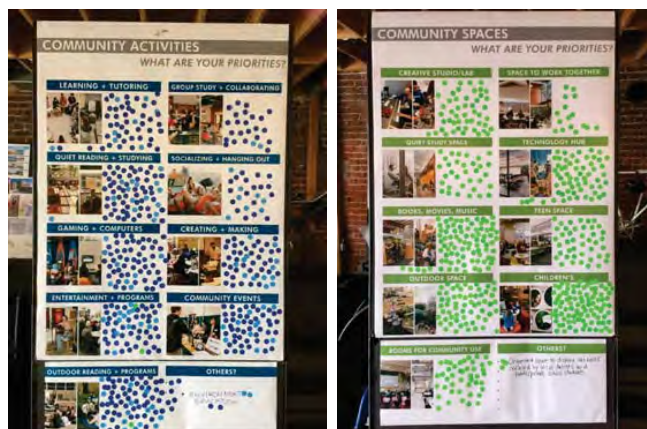 COMMUNITY ACTIVITIES
WHAT ARE YOUR PRIORITIES?
LEARNING + TUTORING
GROUP STUDY + COLLABORATING
QUIET READING + STUDYING
SOCIALIZING + HANGING OUT
GAMING + COMPUTERS
CREATING + MAKING
ENTERTAINMENT + PROGRAMS
COMMUNITY EVENTS
OUTDOOR READING + PROGRAMS
OTHERS?
COMMUNITY SPACES
WHAT ARE YOUR PRIORITIES?
CREATIVE STUDIO/LAB
SPACE TO WORK TOGETHER
QUIET STUDY SPACE
TECHNOLOGY HUB
BOOKS, MOVIES, MUSIC
TEEN SPACE
OUTDOOR SPACE
CHILDREN'S
ROOMS FOR COMMUNITY USE
OTHERS?